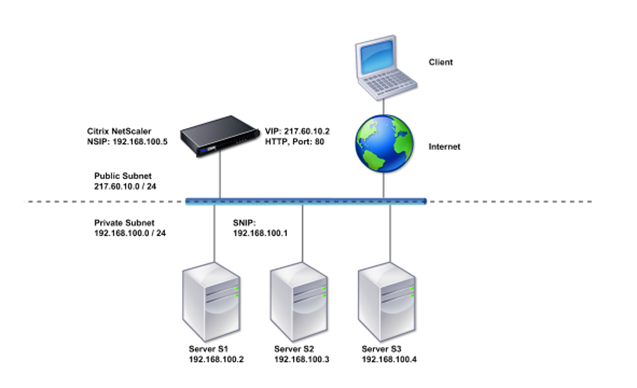 Client
Citrix NetScaler
NSIP: 192.168.100.5
VIP: 217.60.10.2
HTTP, Port: 80
Internet
Public Subnet
217.60.10.0 / 24
Private Subnet
192.168.100.0 / 24
SNIP:
192.168.100.1
Server S1
192.168.100.2
Server S2
192.168.100.3
Server S3
192.168.100.4